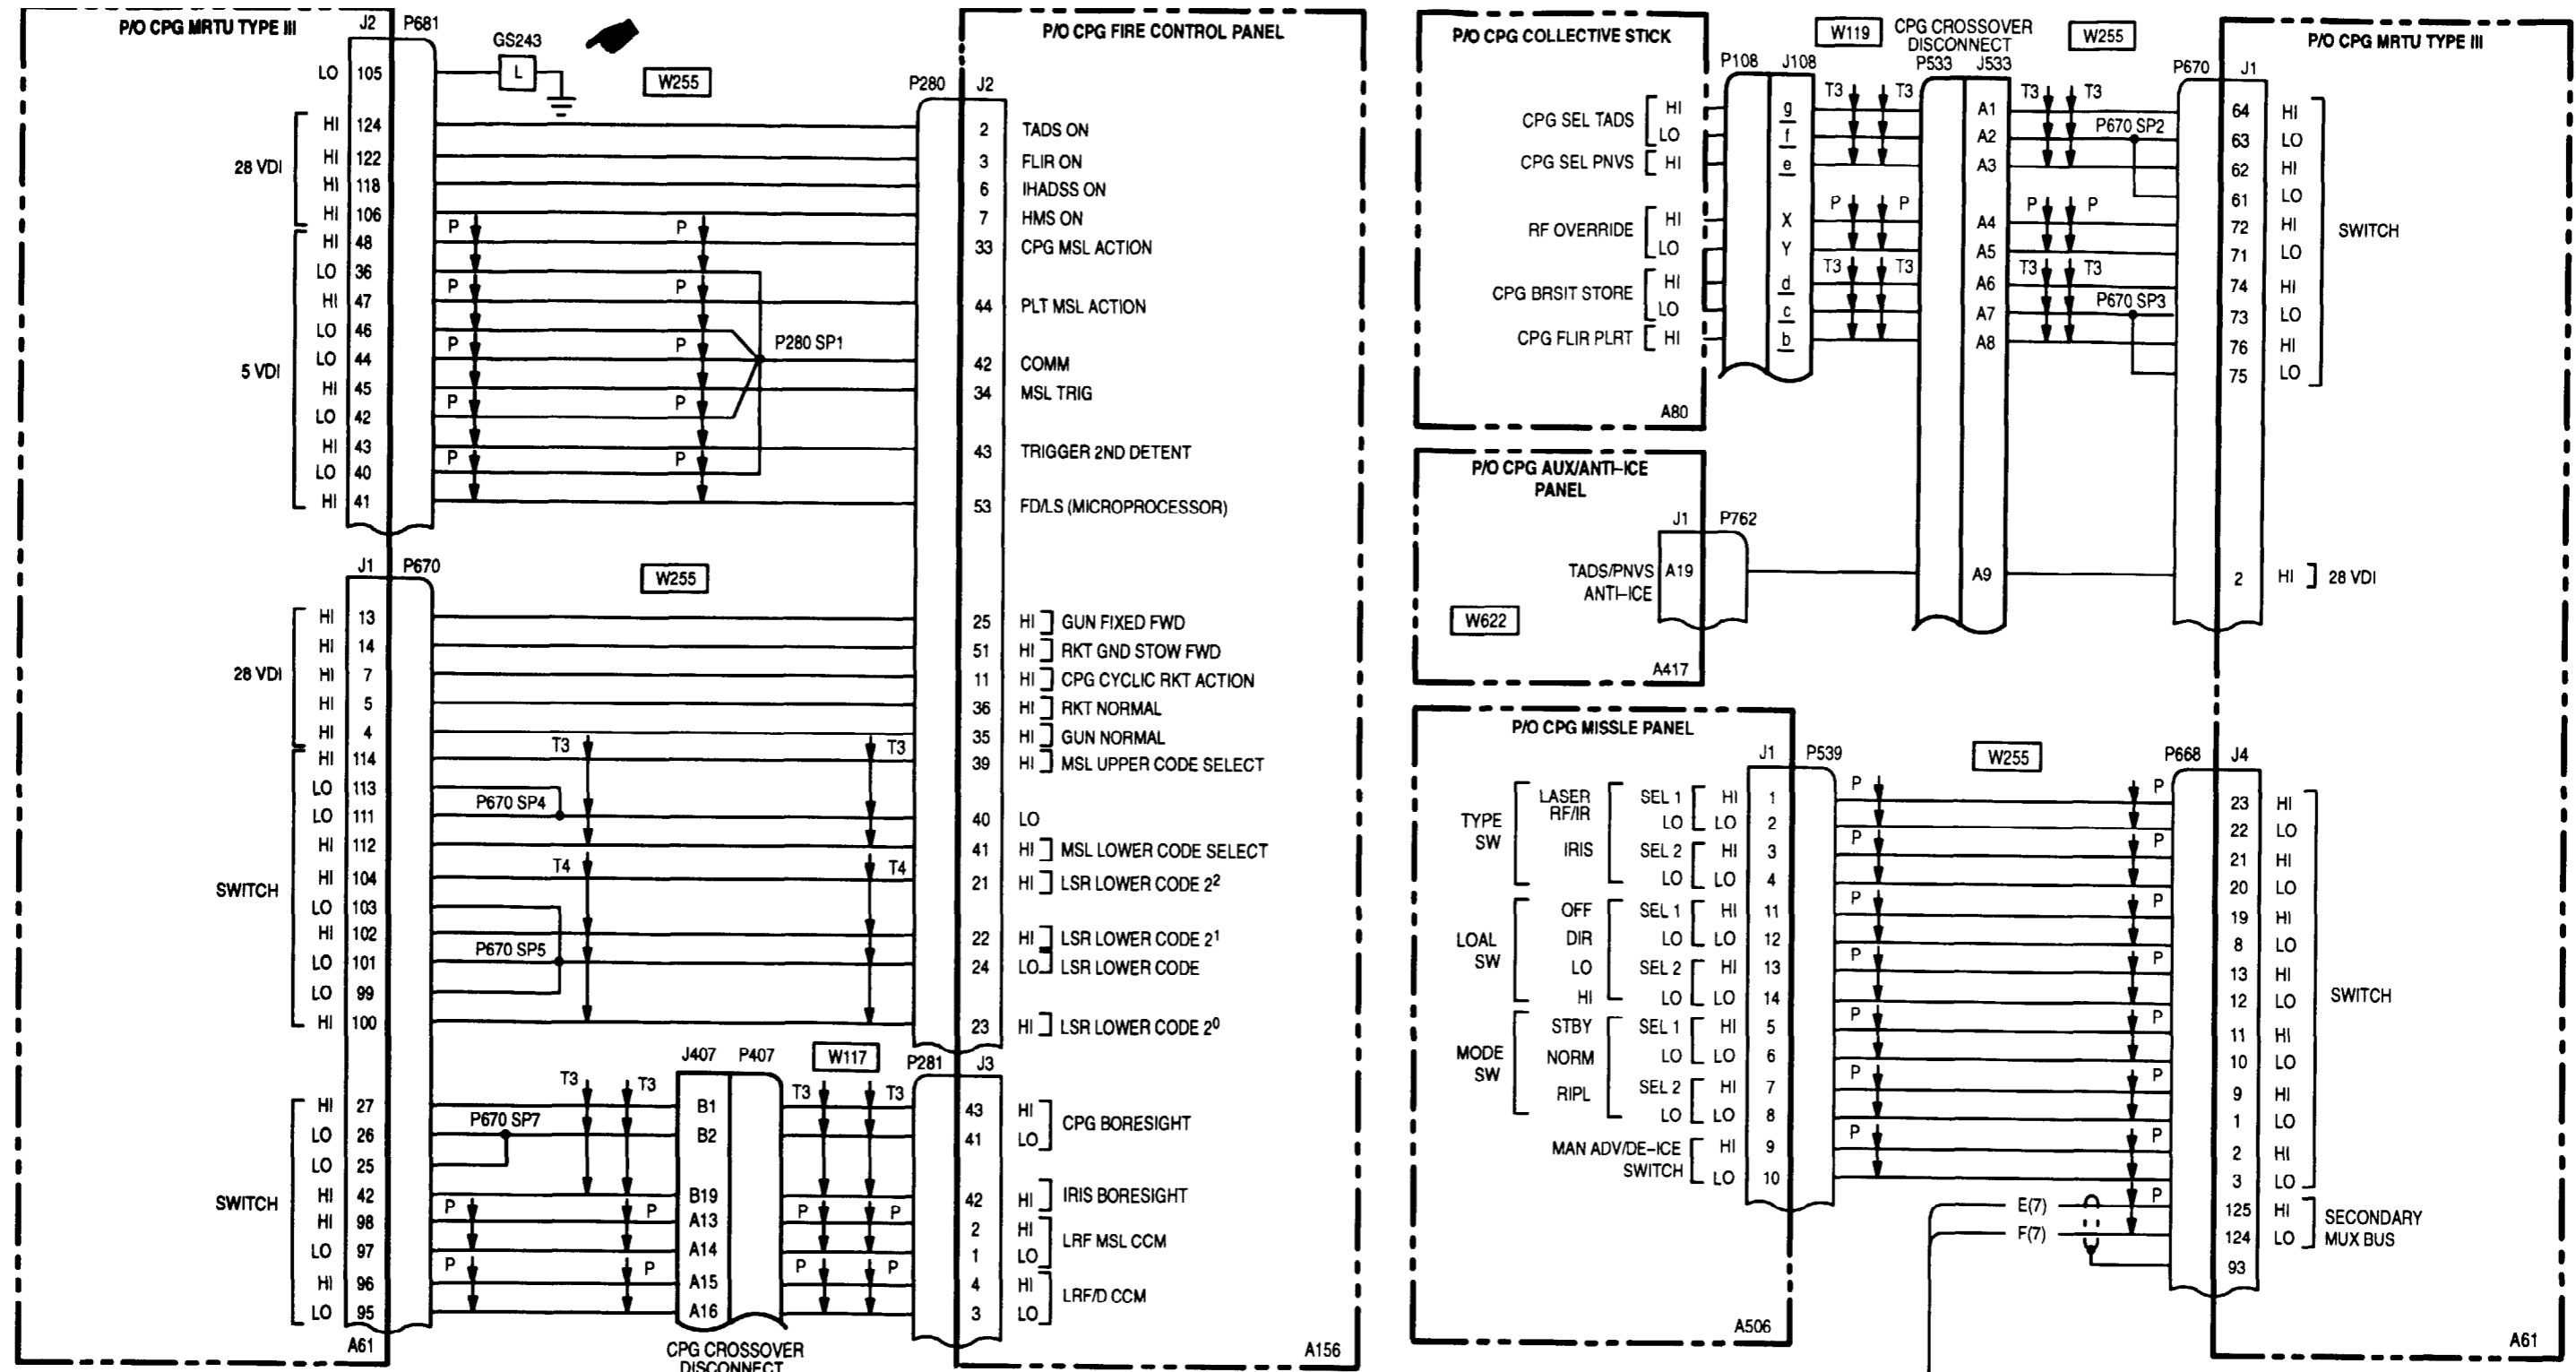 P/O CPG MRTU TYPE III
J2 P681
GS243
L
W255
P280 J2
P/O CPG FIRE CONTROL PANEL
LO 105
28 VDI
HI 124 2 TADS ON
HI 122 3 FLIR ON
HI 118 6 IHADSS ON
HI 106 7 HMS ON
5 VDI
P P
HI 48 33 CPG MSL ACTION
LO 36
P P
HI 47 44 PLT MSL ACTION
LO 46
P P P280 SP1
LO 44 42 COMM
HI 45 34 MSL TRIG
P P
LO 42
HI 43 43 TRIGGER 2ND DETENT
P P
LO 40
HI 41 53 FD/LS (MICROPROCESSOR)
J1 P670
W255
28 VDI
HI 13 25 HI GUN FIXED FWD
HI 14 51 HI RKT GND STOW FWD
HI 7 11 HI CPG CYCLIC RKT ACTION
HI 5 36 HI RKT NORMAL
HI 4 35 HI GUN NORMAL
T3 T3
SWITCH
HI 114 39 HI MSL UPPER CODE SELECT
LO 113
P670 SP4
LO 111 40 LO
HI 112 41 HI MSL LOWER CODE SELECT
T4 T4
HI 104 21 HI LSR LOWER CODE 2²
LO 103
HI 102 22 HI LSR LOWER CODE 2¹
P670 SP5
LO 101 24 LO LSR LOWER CODE
LO 99
HI 100 23 HI LSR LOWER CODE 2⁰
J407 P407
W117
P281 J3
T3 T3 T3 T3
SWITCH
HI 27 B1 43 HI
P670 SP7
CPG BORESIGHT
LO 26 B2 41 LO
LO 25
HI 42 B19 42 HI IRIS BORESIGHT
P P P P
HI 98 A13 2 HI
LRF MSL CCM
LO 97 A14 1 LO
P P P P
HI 96 A15 4 HI
LRF/D CCM
LO 95 A16 3 LO
A61
CPG CROSSOVER
DISCONNECT
A156
P/O CPG COLLECTIVE STICK
W119
CPG CROSSOVER
DISCONNECT
W255
P/O CPG MRTU TYPE III
P108 J108
P533 J533
P670 J1
T3 T3 T3 T3
CPG SEL TADS
HI g A1 64 HI
P670 SP2
LO f A2 63 LO
CPG SEL PNVS HI e A3 62 HI
61 LO
P P P P
RF OVERRIDE
HI X A4 72 HI
SWITCH
LO Y A5 71 LO
T3 T3 T3 T3
CPG BRSIT STORE
HI d A6 74 HI
P670 SP3
LO c A7 73 LO
CPG FLIR PLRT HI b A8 76 HI
75 LO
A80
P/O CPG AUX/ANTI-ICE
PANEL
J1 P762
TADS/PNVS
ANTI-ICE
A19 A9 2 HI 28 VDI
W622
A417
P/O CPG MISSLE PANEL
J1 P539
W255
P668 J4
TYPE
SW
LASER
RF/IR
IRIS
P P
SEL 1 HI 1 23 HI
LO LO 2 22 LO
P P
SEL 2 HI 3 21 HI
LO LO 4 20 LO
LOAL
SW
OFF
DIR
LO
HI
P P
SEL 1 HI 11 19 HI
LO LO 12 8 LO
P P
SEL 2 HI 13 13 HI
LO LO 14 12 LO
SWITCH
MODE
SW
STBY
NORM
RIPL
P P
SEL 1 HI 5 11 HI
LO LO 6 10 LO
P P
SEL 2 HI 7 9 HI
LO LO 8 1 LO
P P
MAN ADV/DE-ICE
SWITCH
HI 9 2 HI
LO 10 3 LO
P
E(7) 125 HI
F(7) 124 LO
SECONDARY
MUX BUS
93
A506
A61